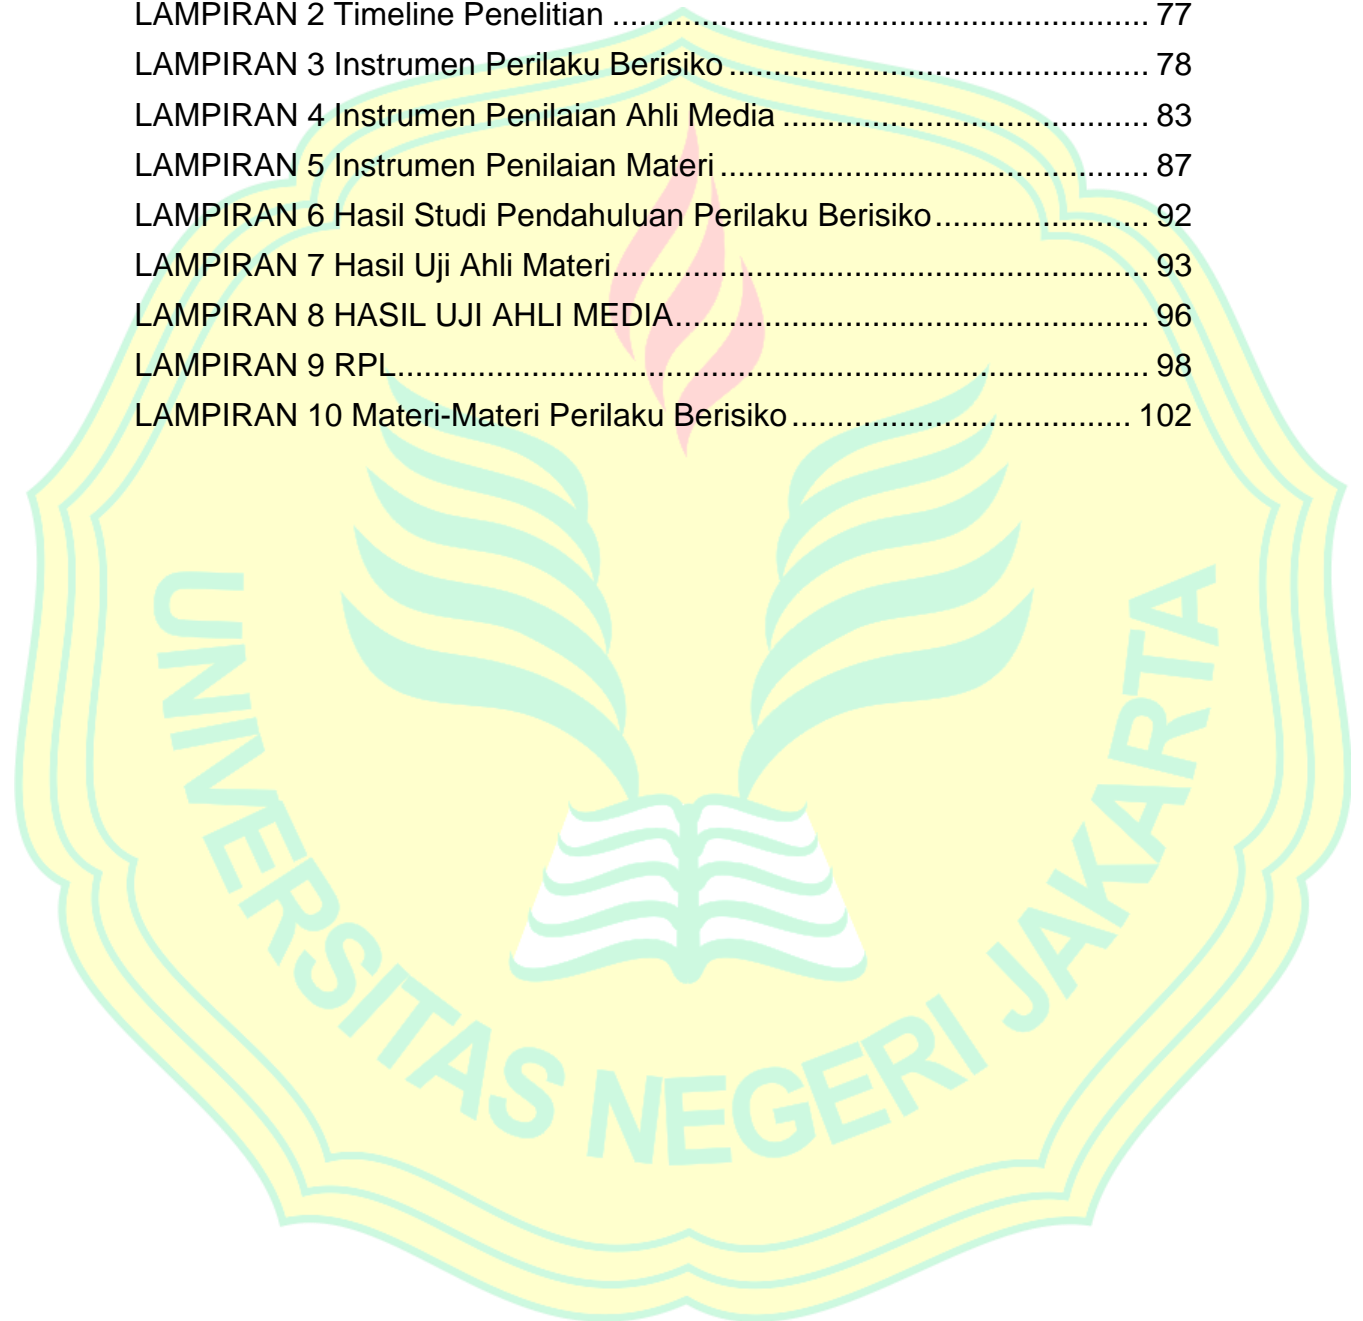 LAMPIRAN 2 Timeline Penelitian ................................................................ 77
LAMPIRAN 3 Instrumen Perilaku Berisiko .................................................. 78
LAMPIRAN 4 Instrumen Penilaian Ahli Media ............................................ 83
LAMPIRAN 5 Instrumen Penilaian Materi ................................................... 87
LAMPIRAN 6 Hasil Studi Pendahuluan Perilaku Berisiko.......................... 92
LAMPIRAN 7 Hasil Uji Ahli Materi................................................................ 93
LAMPIRAN 8 HASIL UJI AHLI MEDIA......................................................... 96
LAMPIRAN 9 RPL.......................................................................................... 98
LAMPIRAN 10 Materi-Materi Perilaku Berisiko ......................................... 102
UNIVERSITAS NEGERI JAKARTA